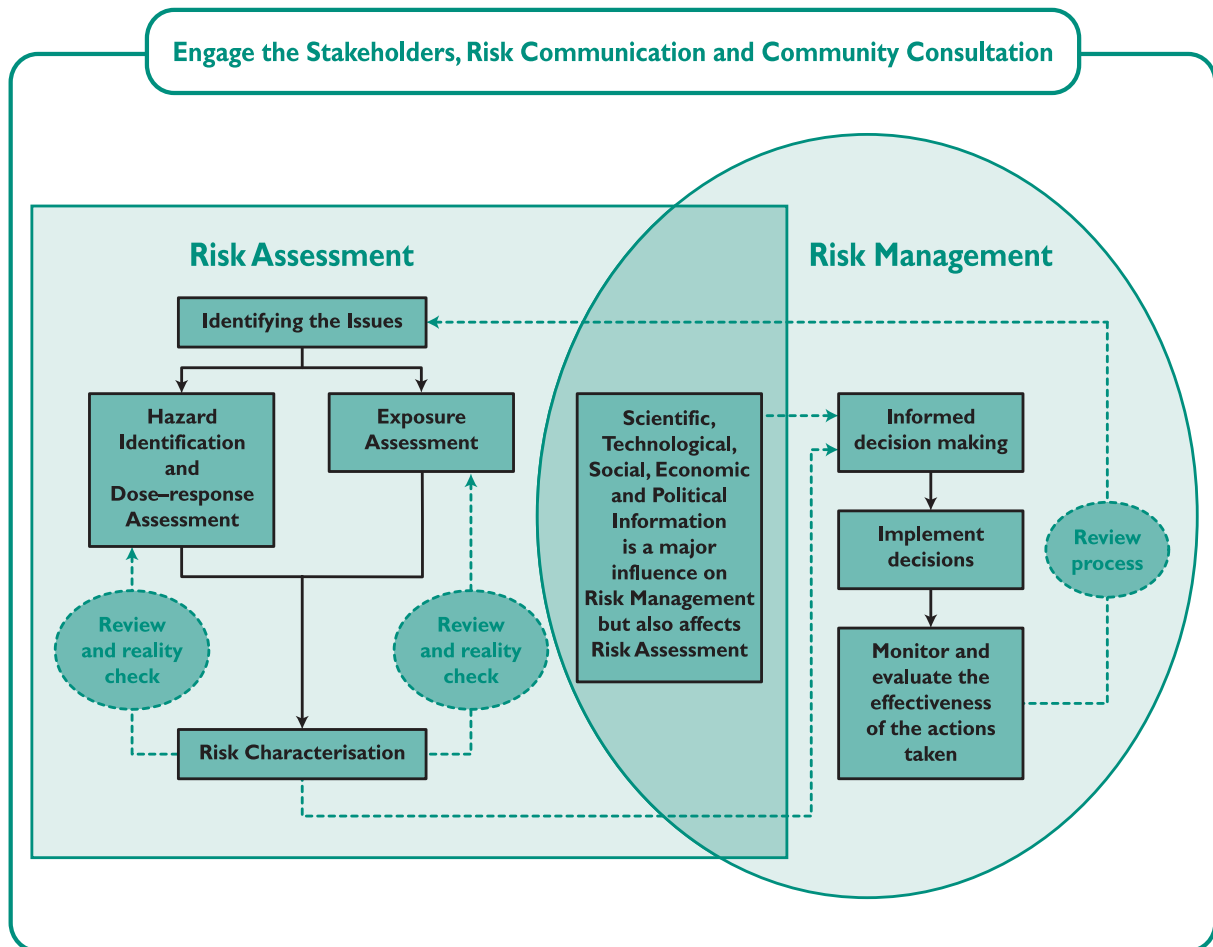 Engage the Stakeholders, Risk Communication and Community Consultation
Risk Assessment
Risk Management
Identifying the Issues
Hazard
Identification
and
Dose–response
Assessment
Exposure
Assessment
Scientific,
Technological,
Social, Economic
and Political
Information
is a major
influence on
Risk Management
but also affects
Risk Assessment
Informed
decision making
Implement
decisions
Review
process
Review
and reality
check
Review
and reality
check
Monitor and
evaluate the
effectiveness
of the actions
taken
Risk Characterisation